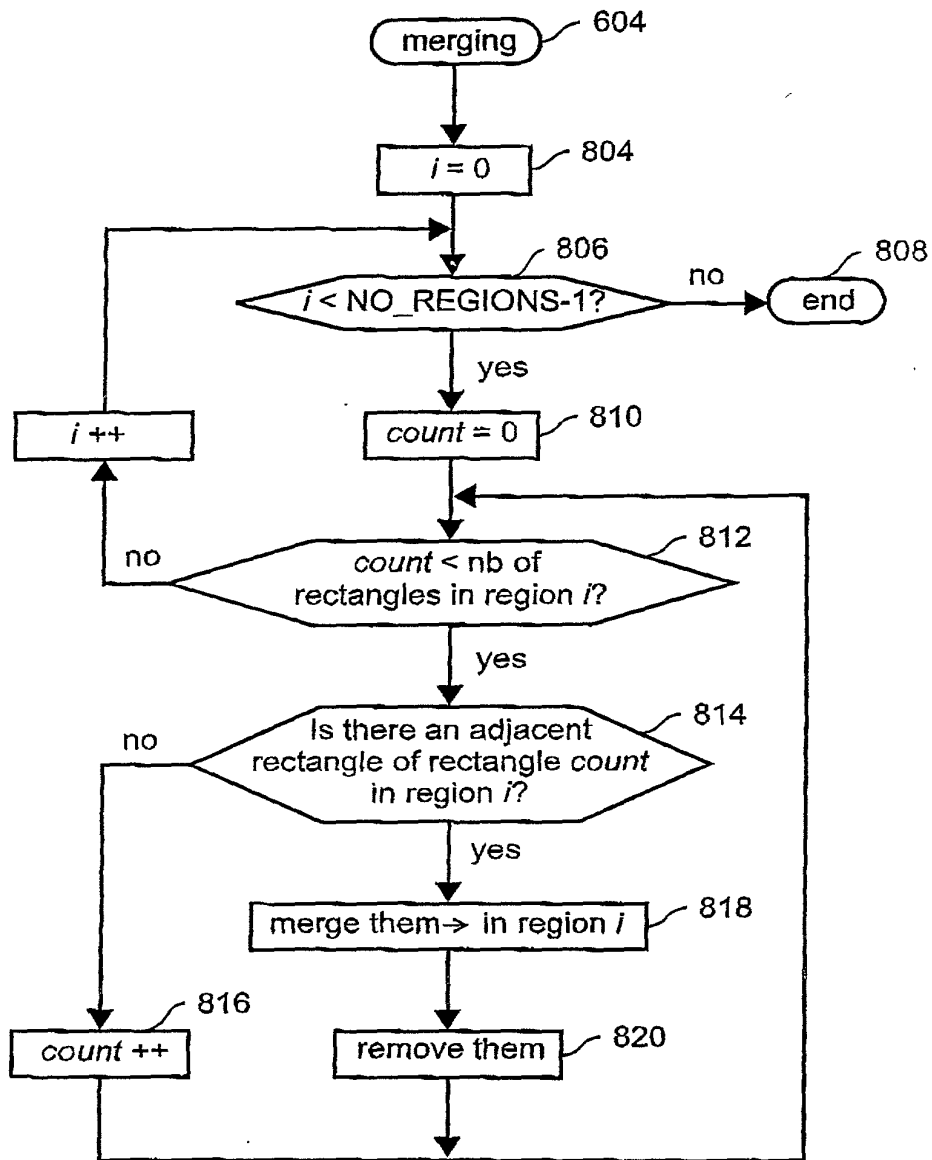 merging
604
i = 0
804
806
i < NO_REGIONS-1?
no
808
end
yes
i ++
count = 0
810
812
no
count < nb of
rectangles in region i?
yes
814
no
Is there an adjacent
rectangle of rectangle count
in region i?
yes
merge them→ in region i
818
816
count ++
remove them
820